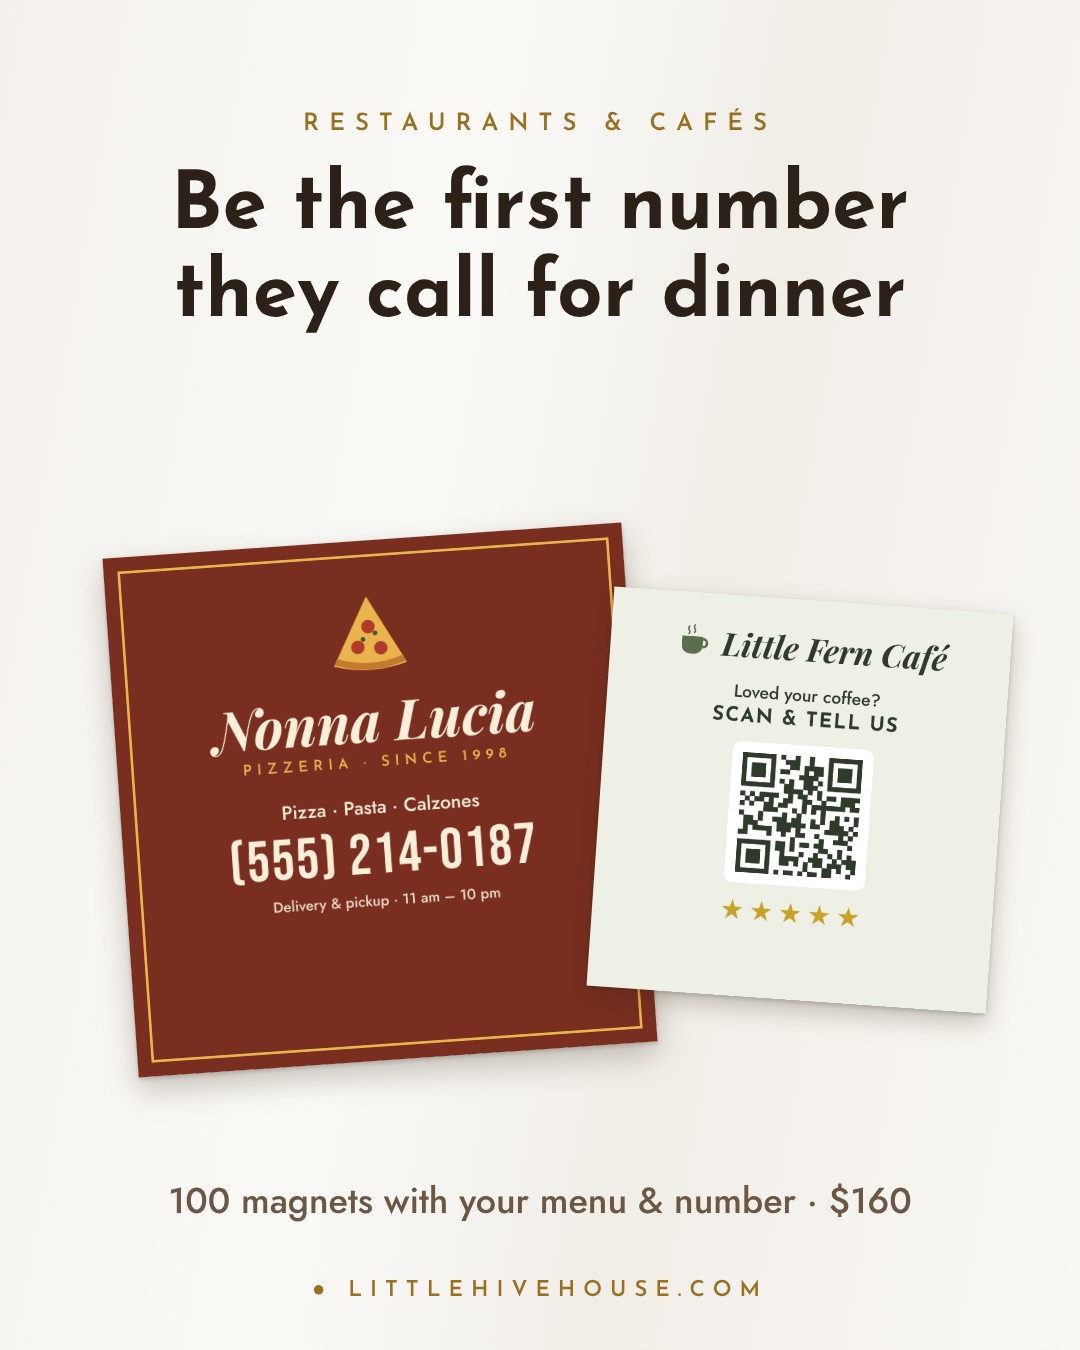 RESTAURANTS & CAFÉS
Be the first number
they call for dinner
Nonna Lucia
PIZZERIA · SINCE 1998
Pizza · Pasta · Calzones
(555) 214-0187
Delivery & pickup · 11 am – 10 pm
Little Fern Café
Loved your coffee?
SCAN & TELL US
100 magnets with your menu & number · $160
• LITTLEHIVEHOUSE.COM